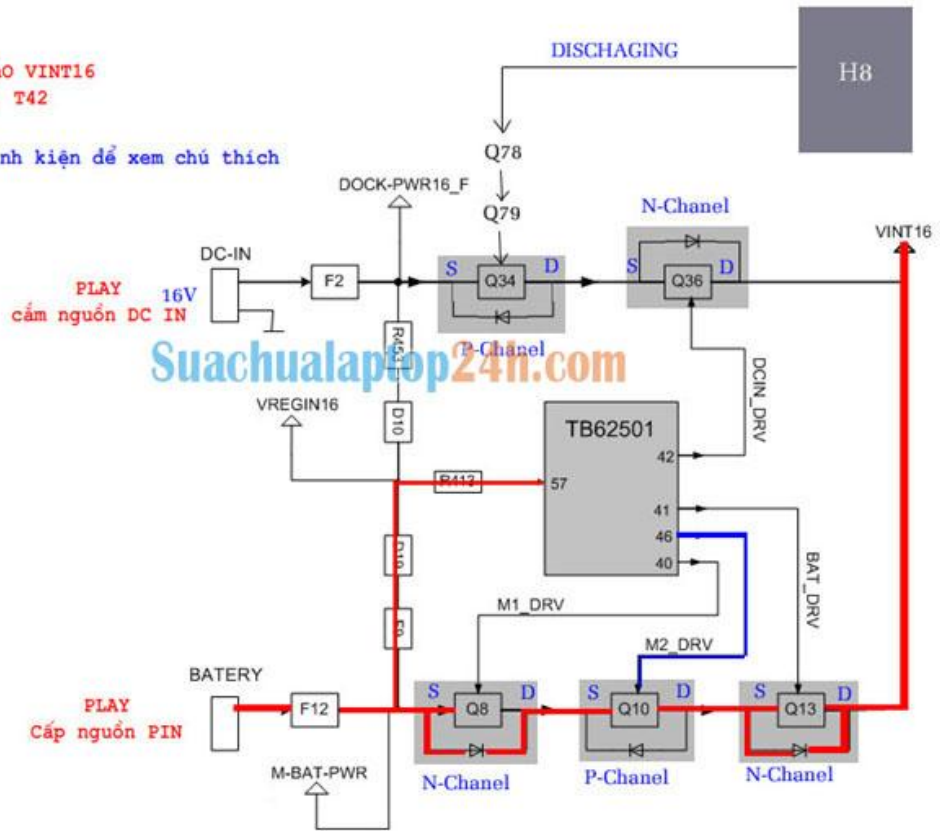 DISCHAGING
H8
O VINT16
T42
nh kiện để xem chú thích
Q78
DOCK-PWR16_F
Q79
N-Chanel
VINT16
DC-IN
S
D
S
D
F2
Q34
Q36
PLAY
16V
cắm nguồn DC IN
R453
P-Chanel
Suachualaptop24h.com
DCIN_DRV
VREGIN16
D10
TB62501
42
R413
57
41
46
40
BAT_DRV
M1_DRV
M2_DRV
BATERY
S
D
S
D
S
D
PLAY
F12
Q8
Q10
Q13
Cấp nguồn PIN
M-BAT-PWR
N-Chanel
P-Chanel
N-Chanel